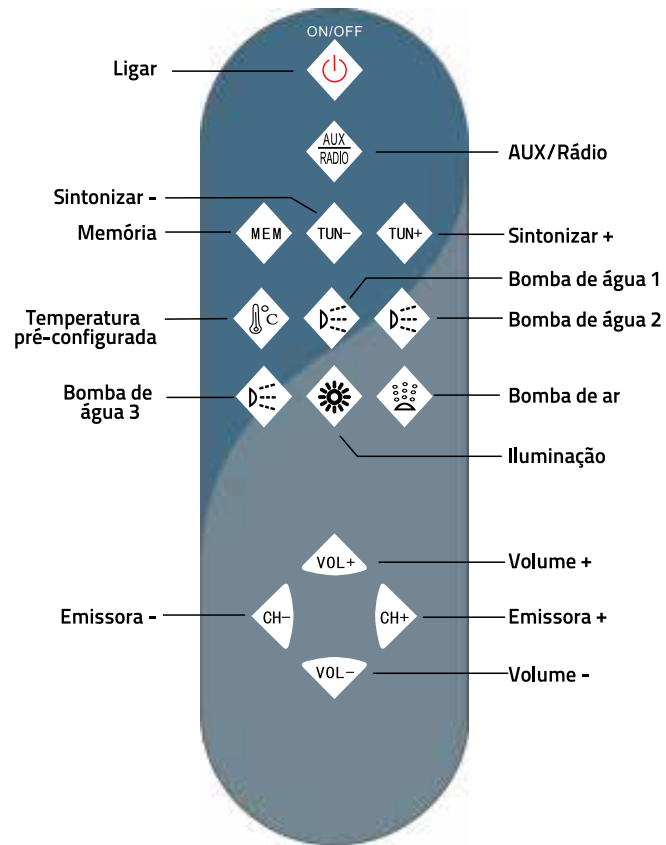 ON/OFF
Ligar
AUX
RADIO
AUX/Rádio
Sintonizar -
Memória
MEM
TUN-
TUN+
Sintonizar +
Bomba de água 1
Temperatura
pré-configurada
°C
Bomba de água 2
Bomba de
água 3
Bomba de ar
Iluminação
VOL+
Volume +
Emissora -
CH-
CH+
Emissora +
VOL-
Volume -